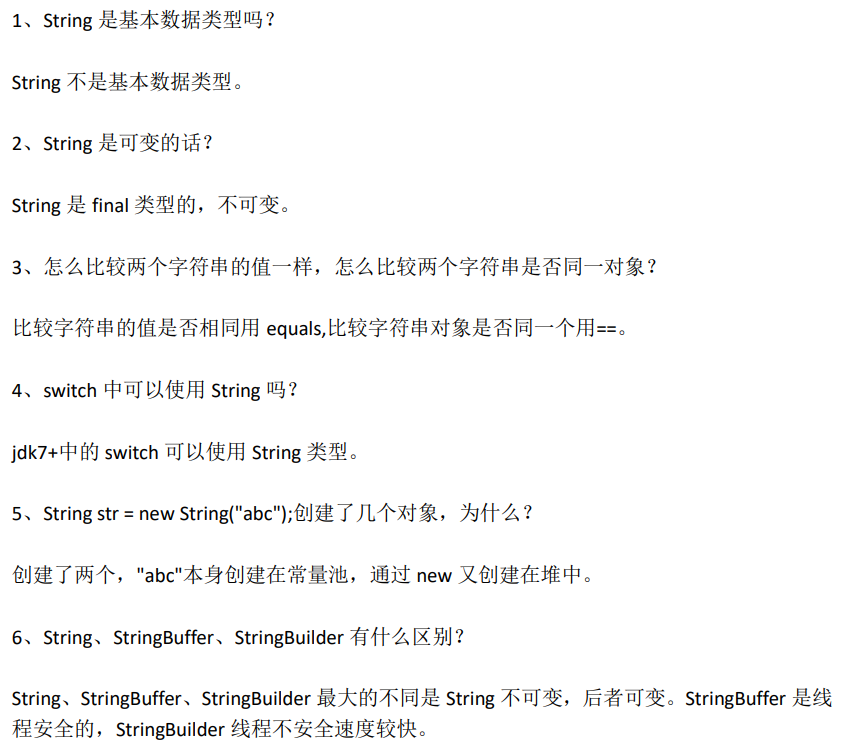 1、String 是基本数据类型吗？
String 不是基本数据类型。
2、String 是可变的话？
String 是 final 类型的，不可变。
3、怎么比较两个字符串的值一样，怎么比较两个字符串是否同一对象？
比较字符串的值是否相同用 equals,比较字符串对象是否同一个用==。
4、switch 中可以使用 String 吗？
jdk7+中的 switch 可以使用 String 类型。
5、String str = new String("abc");创建了几个对象，为什么？
创建了两个，"abc"本身创建在常量池，通过 new 又创建在堆中。
6、String、StringBuffer、StringBuilder 有什么区别？
String、StringBuffer、StringBuilder 最大的不同是 String 不可变，后者可变。StringBuffer 是线
程安全的，StringBuilder 线程不安全速度较快。